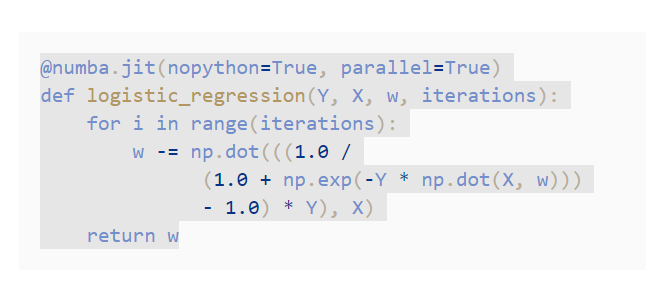 @numba.jit(nopython=True, parallel=True)
def logistic_regression(Y, X, w, iterations):
    for i in range(iterations):
        w -= np.dot(((1.0 /
              (1.0 + np.exp(-Y * np.dot(X, w)))
              - 1.0) * Y), X)
    return w